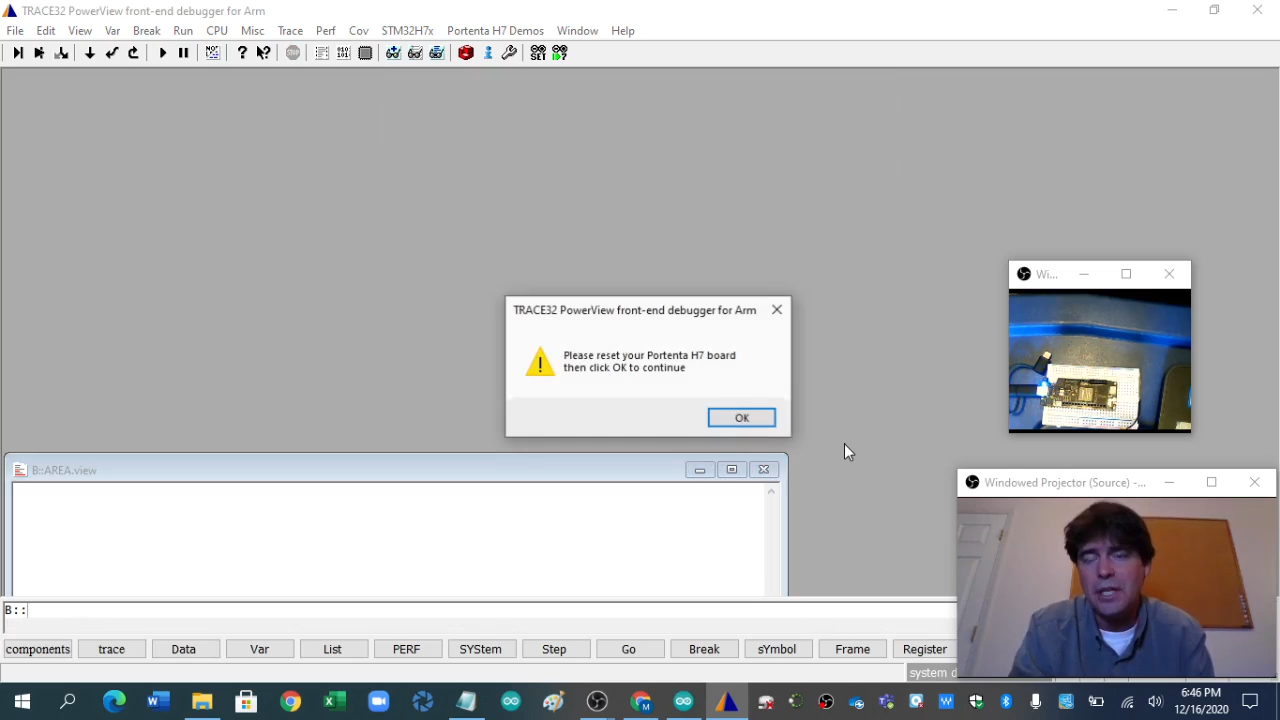 TRACE32 PowerView front-end debugger for Arm
File Edit View Var Break Run CPU Misc Trace Perf Cov STM32H7x Portenta H7 Demos Window Help
Wi...
TRACE32 PowerView front-end debugger for Arm
Please reset your Portenta H7 board
then click OK to continue
OK
B::AREA.view
Windowed Projector (Source) -...
B::
components trace Data Var List PERF SYStem Step Go Break sYmbol Frame Register
system d
6:46 PM
12/16/2020